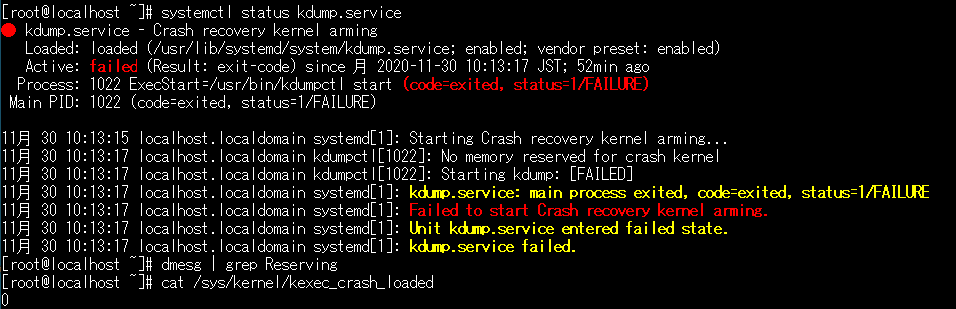 [root@localhost ~]# systemctl status kdump.service
● kdump.service - Crash recovery kernel arming
Loaded: loaded (/usr/lib/systemd/system/kdump.service; enabled; vendor preset: enabled)
Active: failed (Result: exit-code) since 月 2020-11-30 10:13:17 JST; 52min ago
Process: 1022 ExecStart=/usr/bin/kdumpctl start (code=exited, status=1/FAILURE)
Main PID: 1022 (code=exited, status=1/FAILURE)
11月 30 10:13:15 localhost.localdomain systemd[1]: Starting Crash recovery kernel arming...
11月 30 10:13:17 localhost.localdomain kdumpctl[1022]: No memory reserved for crash kernel
11月 30 10:13:17 localhost.localdomain kdumpctl[1022]: Starting kdump: [FAILED]
11月 30 10:13:17 localhost.localdomain systemd[1]: kdump.service: main process exited, code=exited, status=1/FAILURE
11月 30 10:13:17 localhost.localdomain systemd[1]: Failed to start Crash recovery kernel arming.
11月 30 10:13:17 localhost.localdomain systemd[1]: Unit kdump.service entered failed state.
11月 30 10:13:17 localhost.localdomain systemd[1]: kdump.service failed.
[root@localhost ~]# dmesg | grep Reserving
[root@localhost ~]# cat /sys/kernel/kexec_crash_loaded
0